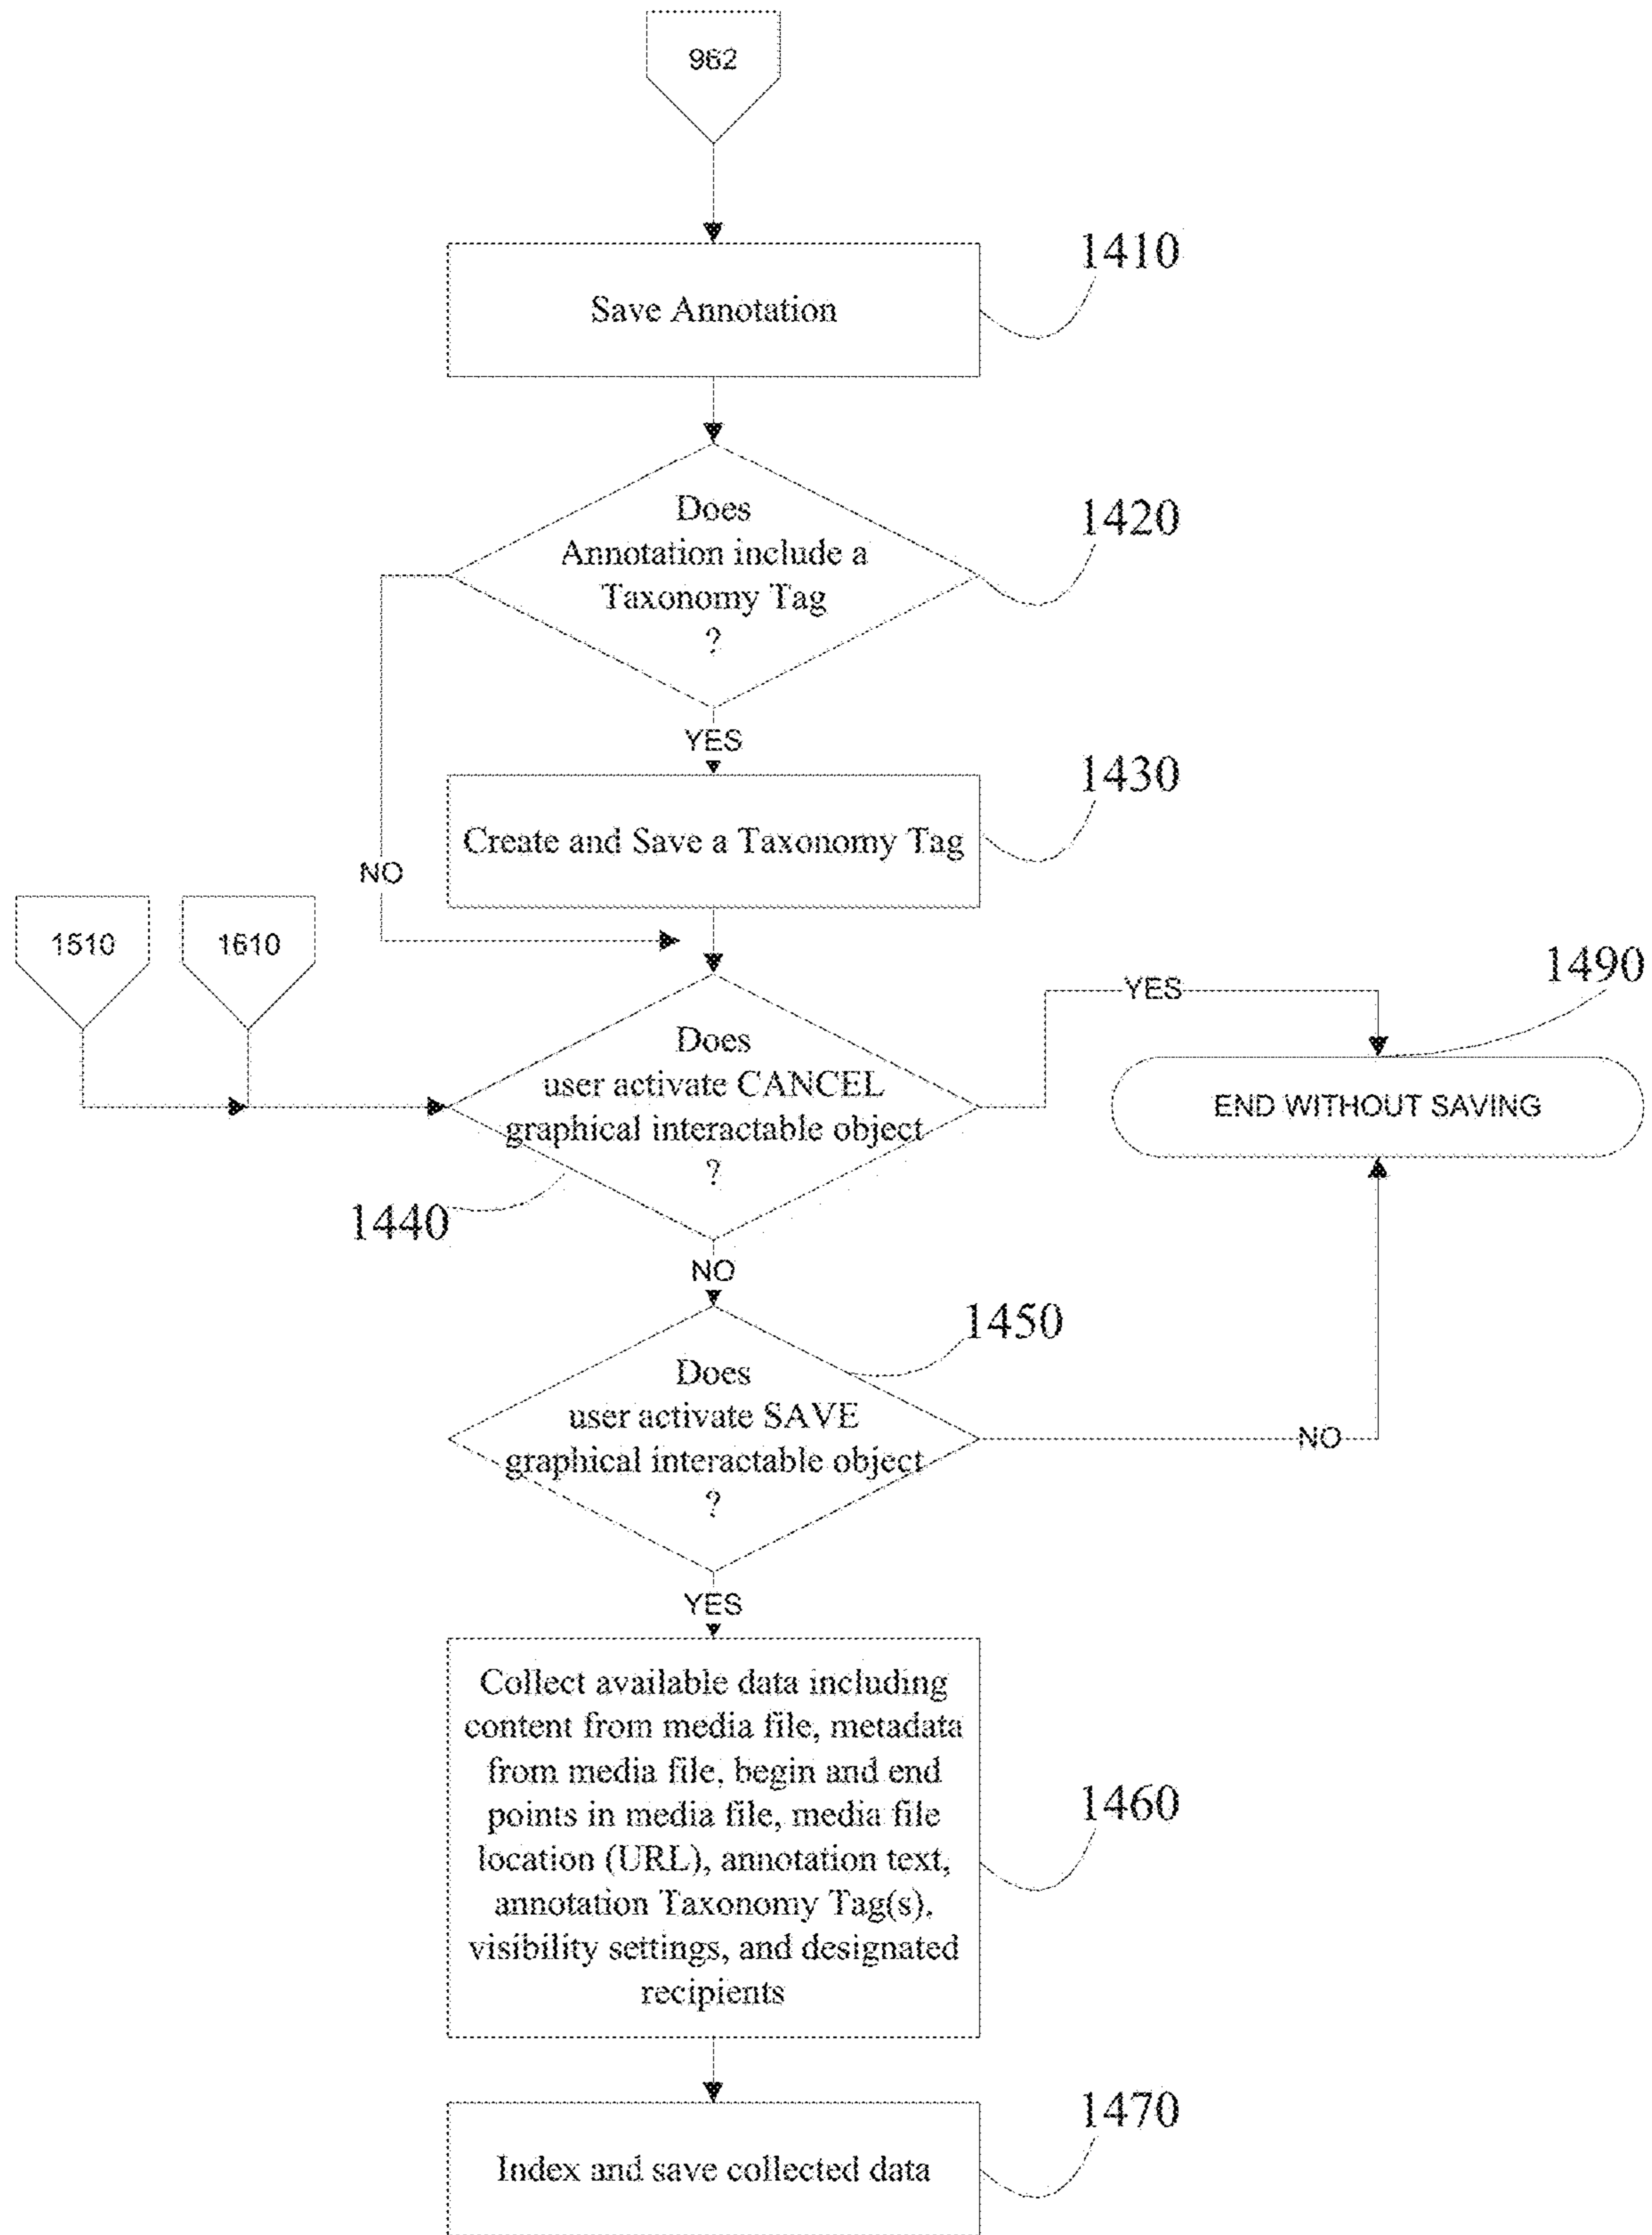 962
1410
Save Annotation
1420
Does
Annotation include a
Taxonomy Tag
?
YES
1430
Create and Save a Taxonomy Tag
NO
1510
1610
1490
YES
Does
user activate CANCEL
graphical interactable object
?
END WITHOUT SAVING
1440
NO
1450
Does
user activate SAVE
graphical interactable object
?
NO
YES
Collect available data including
content from media file, metadata
from media file, begin and end
points in media file, media file
location (URL), annotation text,
annotation Taxonomy Tag(s),
visibility settings, and designated
recipients
1460
1470
Index and save collected data